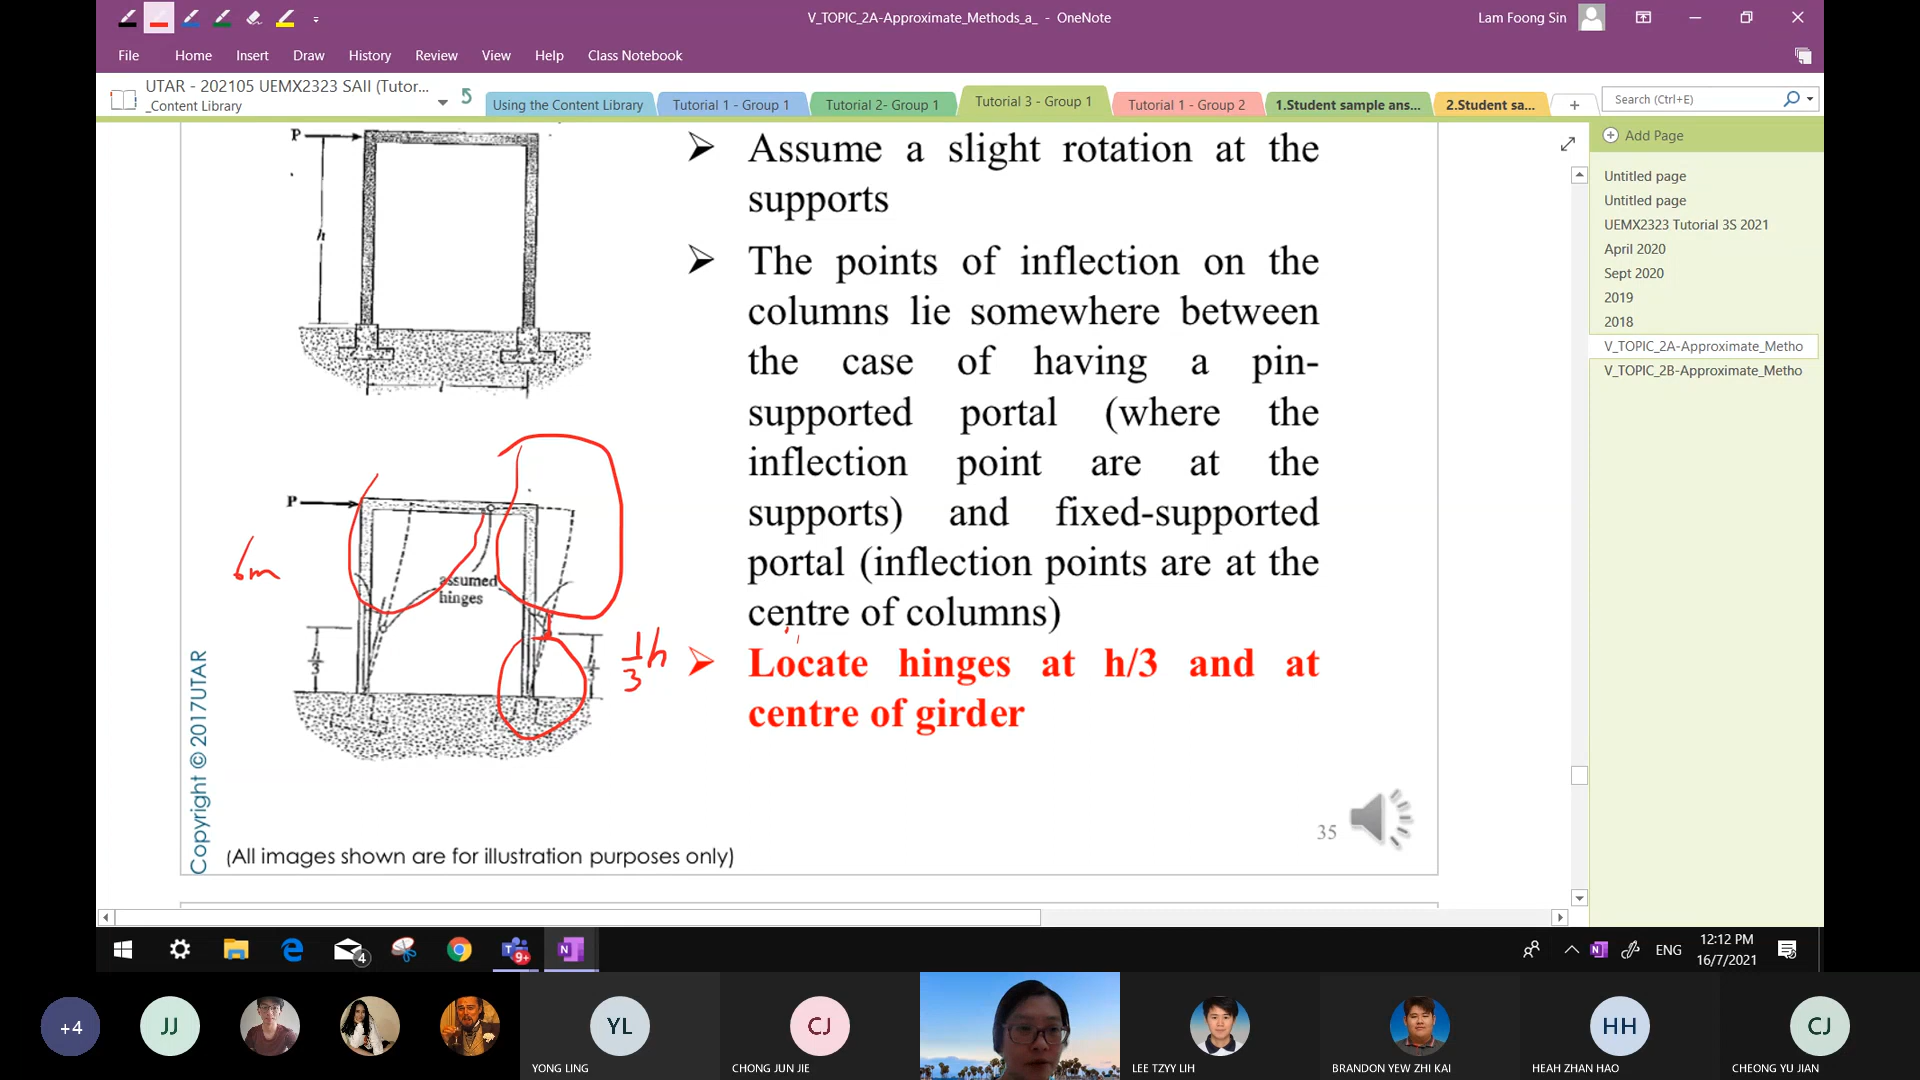 V_TOPIC_2A-Approximate_Methods_a_ - OneNote
Lam Foong Sin
File Home Insert Draw History Review View Help Class Notebook
UTAR - 202105 UEMX2323 SAII (Tutor...
_Content Library
Using the Content Library
Tutorial 1 - Group 1
Tutorial 2- Group 1
Tutorial 3 - Group 1
Tutorial 1 - Group 2
1.Student sample ans...
2.Student sa...
+
Search (Ctrl+E)
Add Page
Untitled page
Untitled page
UEMX2323 Tutorial 3S 2021
April 2020
Sept 2020
2019
2018
V_TOPIC_2A-Approximate_Metho
V_TOPIC_2B-Approximate_Metho
P
h
l
➢ Assume a slight rotation at the
supports
➢ The points of inflection on the
columns lie somewhere between
the case of having a pin-
supported portal (where the
inflection point are at the
supports) and fixed-supported
portal (inflection points are at the
centre of columns)
➢ Locate hinges at h/3 and at
centre of girder
P
6m
assumed
hinges
1/3 h
Copyright © 2017UTAR
35
(All images shown are for illustration purposes only)
4
9+
ENG
12:12 PM
16/7/2021
+4
JJ
YL
YONG LING
CJ
CHONG JUN JIE
LEE TZYY LIH
BRANDON YEW ZHI KAI
HH
HEAH ZHAN HAO
CJ
CHEONG YU JIAN